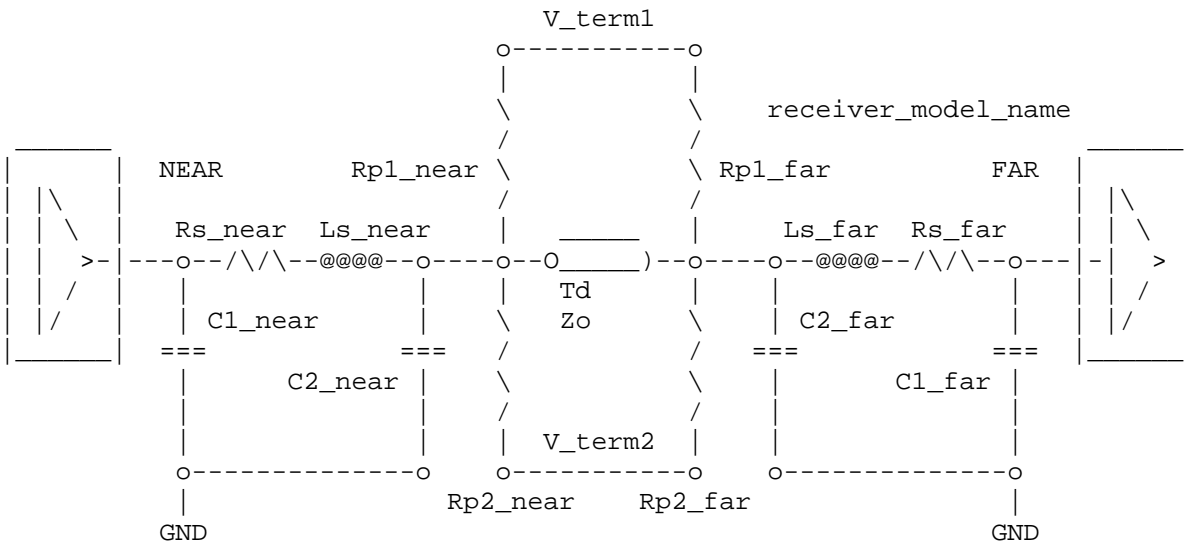 V_term1
receiver_model_name
NEAR Rp1_near Rp1_far FAR
Rs_near Ls_near Ls_far Rs_far
Td
C1_near Zo C2_far
C2_near C1_far
V_term2
Rp2_near Rp2_far
GND GND